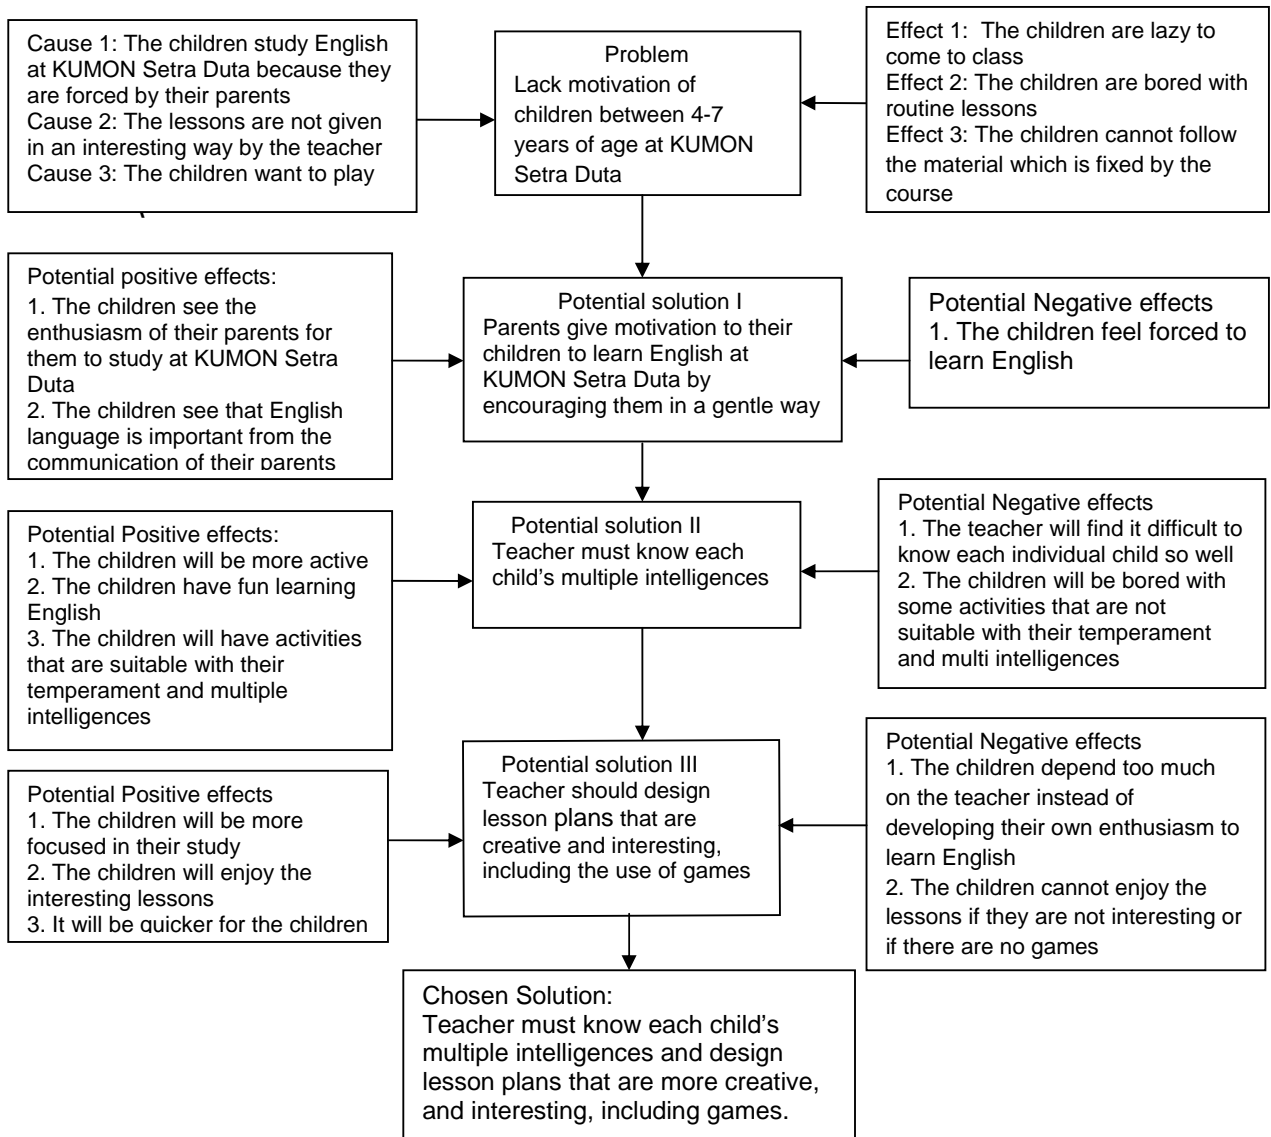 Cause 1: The children study English
at KUMON Setra Duta because they
are forced by their parents
Cause 2: The lessons are not given
in an interesting way by the teacher
Cause 3: The children want to play
Problem
Lack motivation of
children between 4-7
years of age at KUMON
Setra Duta
Effect 1:  The children are lazy to
come to class
Effect 2: The children are bored with
routine lessons
Effect 3: The children cannot follow
the material which is fixed by the
course
Potential positive effects:
1. The children see the
enthusiasm of their parents for
them to study at KUMON Setra
Duta
2. The children see that English
language is important from the
communication of their parents
Potential solution I
Parents give motivation to their
children to learn English at
KUMON Setra Duta by
encouraging them in a gentle way
Potential Negative effects
1. The children feel forced to
learn English
Potential Positive effects:
1. The children will be more active
2. The children have fun learning
English
3. The children will have activities
that are suitable with their
temperament and multiple
intelligences
Potential solution II
Teacher must know each
child's multiple intelligences
Potential Negative effects
1. The teacher will find it difficult to
know each individual child so well
2. The children will be bored with
some activities that are not
suitable with their temperament
and multi intelligences
Potential Positive effects
1. The children will be more
focused in their study
2. The children will enjoy the
interesting lessons
3. It will be quicker for the children
Potential solution III
Teacher should design
lesson plans that are
creative and interesting,
including the use of games
Potential Negative effects
1. The children depend too much
on the teacher instead of
developing their own enthusiasm to
learn English
2. The children cannot enjoy the
lessons if they are not interesting or
if there are no games
Chosen Solution:
Teacher must know each child's
multiple intelligences and design
lesson plans that are more creative,
and interesting, including games.